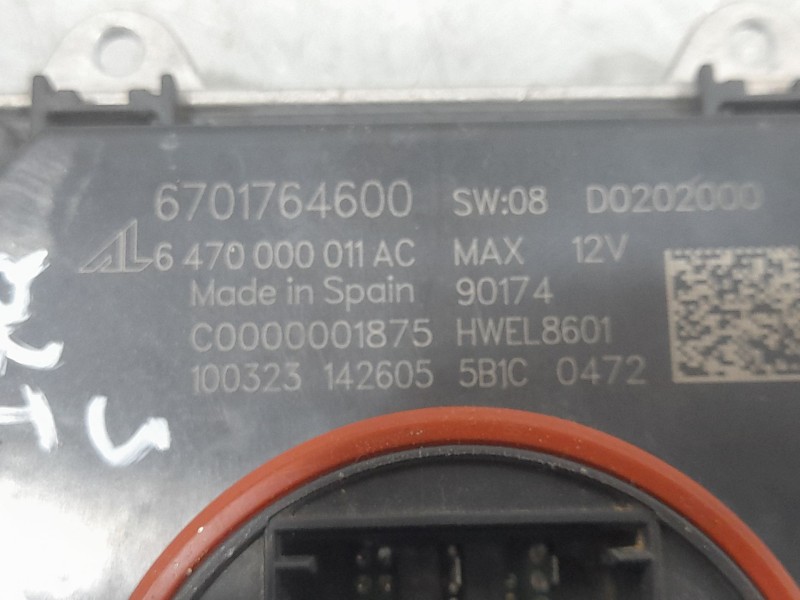 6701764600 SW:08 D0202000
AL 6 470 000 011 AC MAX 12V
Made in Spain 90174
C0000001875 HWEL8601
100323 142605 5B1C 0472